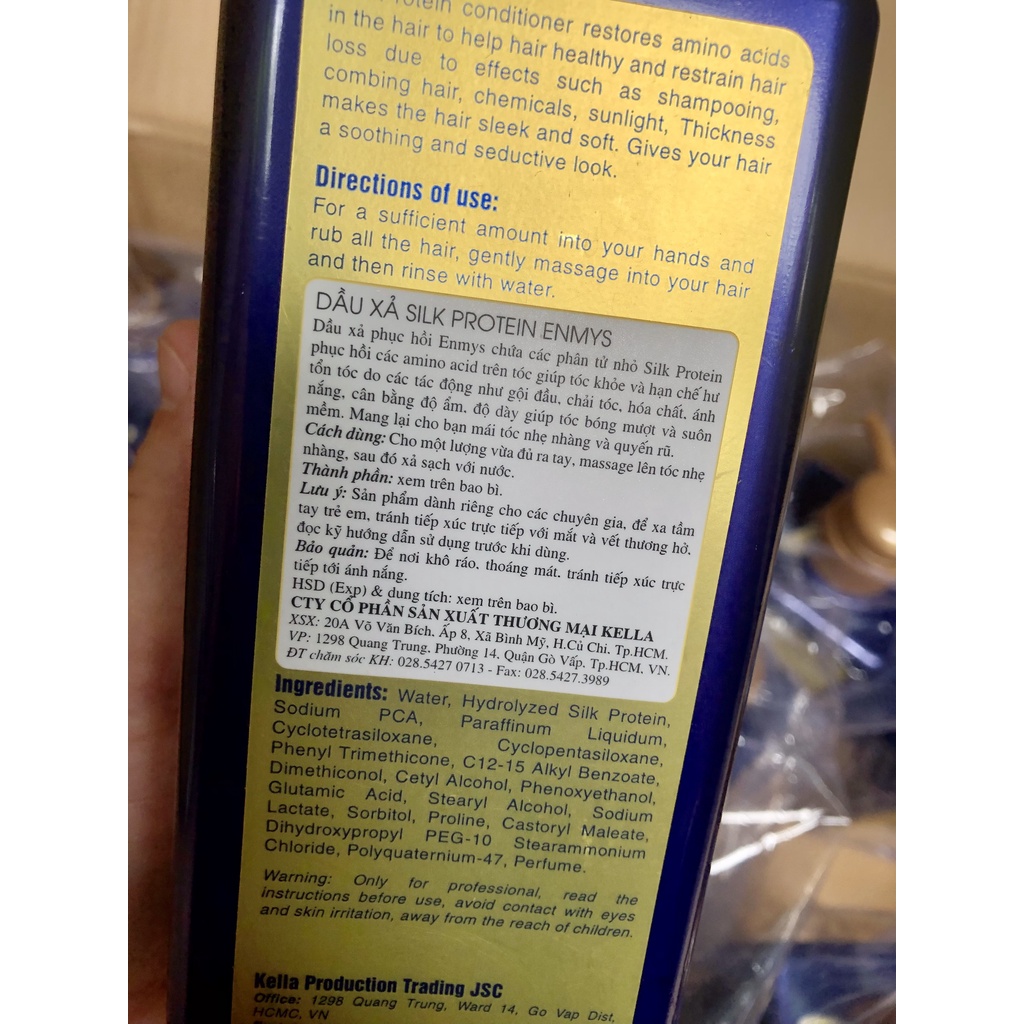 conditioner restores amino acids
in the hair to help hair healthy and restrain hair
loss due to effects such as shampooing,
combing hair, chemicals, sunlight, Thickness
makes the hair sleek and soft. Gives your hair
a soothing and seductive look.
Directions of use:
For a sufficient amount into your hands and
rub all the hair, gently massage into your hair
and then rinse with water.
DẦU XẢ SILK PROTEIN ENMYS
Dầu xả phục hồi Enmys chứa các phân tử nhỏ Silk Protein
phục hồi các amino acid trên tóc giúp tóc khỏe và hạn chế hư
tổn tóc do các tác động như gội đầu, chải tóc, hóa chất, ánh
nắng, cân bằng độ ẩm, độ dày giúp tóc bóng mượt và suôn
mềm. Mang lại cho bạn mái tóc nhẹ nhàng và quyến rũ.
Cách dùng: Cho một lượng vừa đủ ra tay, massage lên tóc nhẹ
nhàng, sau đó xả sạch với nước.
Thành phần: xem trên bao bì.
Lưu ý: Sản phẩm dành riêng cho các chuyên gia, để xa tầm
tay trẻ em, tránh tiếp xúc trực tiếp với mắt và vết thương hở,
đọc kỹ hướng dẫn sử dụng trước khi dùng.
Bảo quản: Để nơi khô ráo, thoáng mát, tránh tiếp xúc trực
tiếp tới ánh nắng.
HSD (Exp) & dung tích: xem trên bao bì.
CTY CỔ PHẦN SẢN XUẤT THƯƠNG MẠI KELLA
XSX: 20A Võ Văn Bích, Ấp 8, Xã Bình Mỹ, H.Củ Chi, Tp.HCM.
VP: 1298 Quang Trung, Phường 14, Quận Gò Vấp, Tp.HCM, VN.
ĐT chăm sóc KH: 028.5427 0713 - Fax: 028.5427.3989
Ingredients: Water, Hydrolyzed Silk Protein,
Sodium PCA, Paraffinum Liquidum,
Cyclotetrasiloxane, Cyclopentasiloxane,
Phenyl Trimethicone, C12-15 Alkyl Benzoate,
Dimethiconol, Cetyl Alcohol, Phenoxyethanol,
Glutamic Acid, Stearyl Alcohol, Sodium
Lactate, Sorbitol, Proline, Castoryl Maleate,
Dihydroxypropyl PEG-10 Stearammonium
Chloride, Polyquaternium-47, Perfume.
Warning: Only for professional, read the
instructions before use, avoid contact with eyes
and skin irritation, away from the reach of children.
Kella Production Trading JSC
Office: 1298 Quang Trung, Ward 14, Go Vap Dist,
HCMC, VN